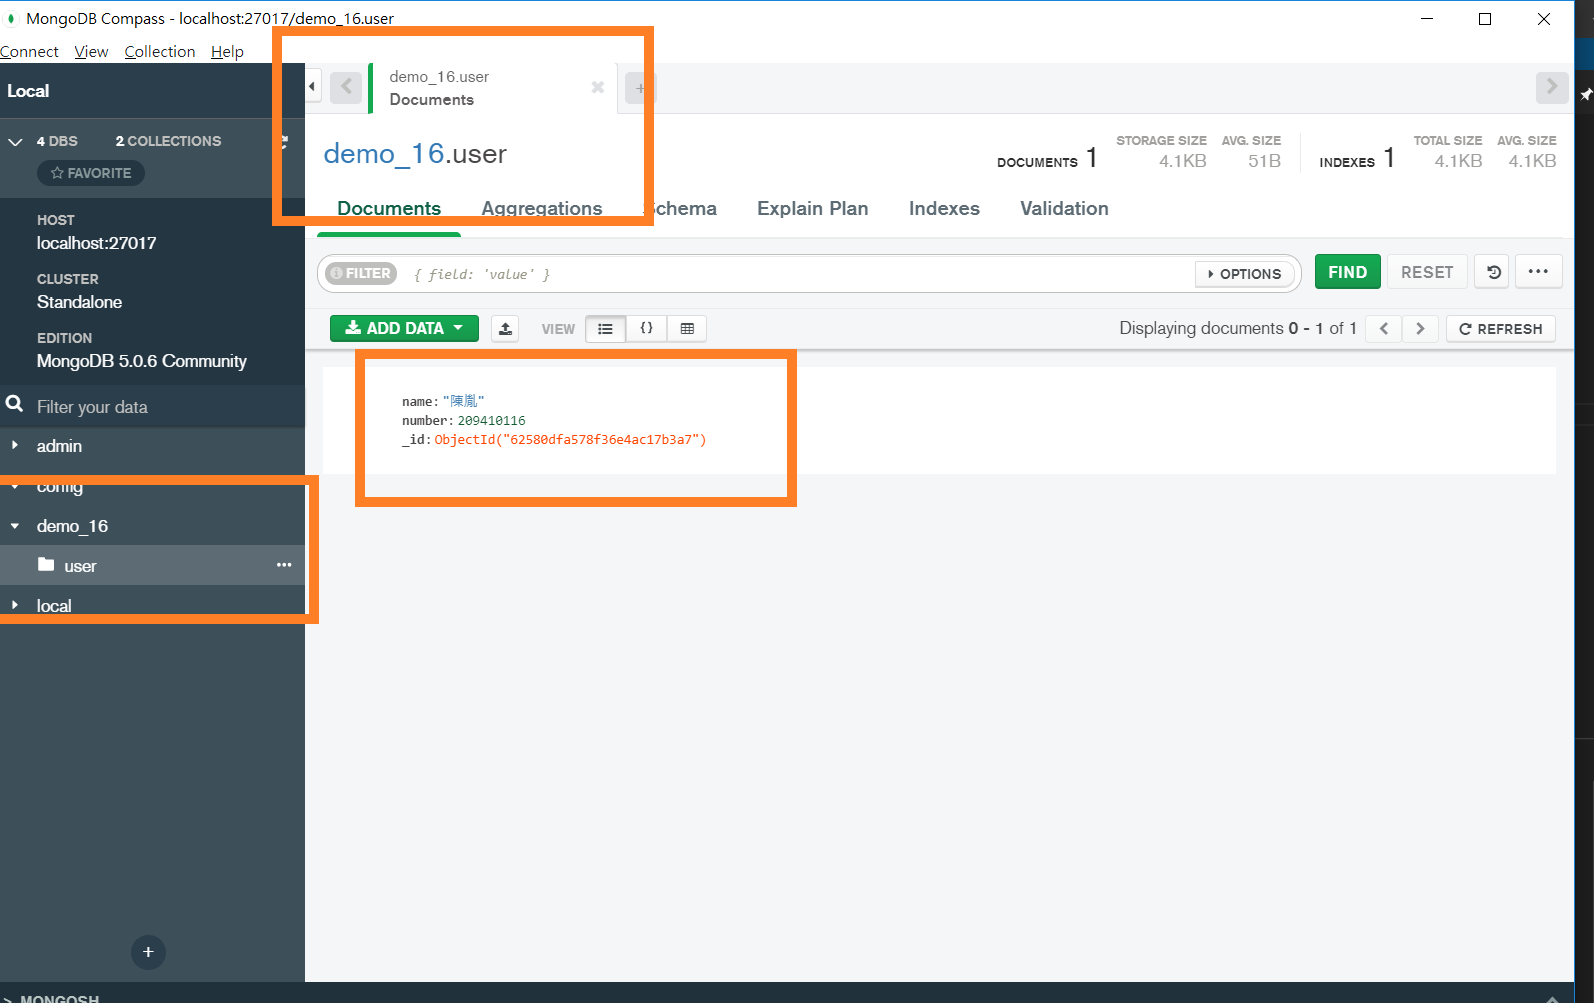 MongoDB Compass - localhost:27017/demo_16.user
Connect View Collection Help
Local
4 DBS 2 COLLECTIONS
FAVORITE
HOST
localhost:27017
CLUSTER
Standalone
EDITION
MongoDB 5.0.6 Community
Filter your data
admin
config
demo_16
user
local
MONGOSH
demo_16.user
Documents
demo_16.user
DOCUMENTS 1
STORAGE SIZE
4.1KB
AVG. SIZE
51B
INDEXES 1
TOTAL SIZE
4.1KB
AVG. SIZE
4.1KB
Documents Aggregations Schema Explain Plan Indexes Validation
FILTER { field: 'value' } OPTIONS FIND RESET
ADD DATA VIEW {} Displaying documents 0 - 1 of 1 REFRESH
name: "陳胤"
number: 209410116
_id: ObjectId("62580dfa578f36e4ac17b3a7")